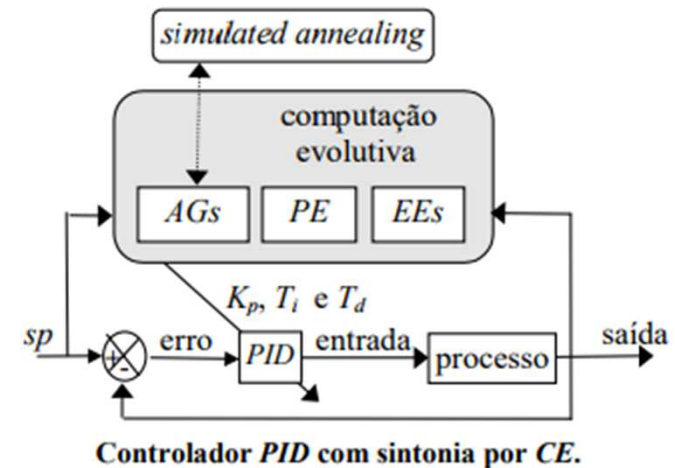 simulated annealing
computação
evolutiva
AGs PE EEs
Kp, Ti e Td
sp erro PID entrada processo saída
+
-
Controlador PID com sintonia por CE.